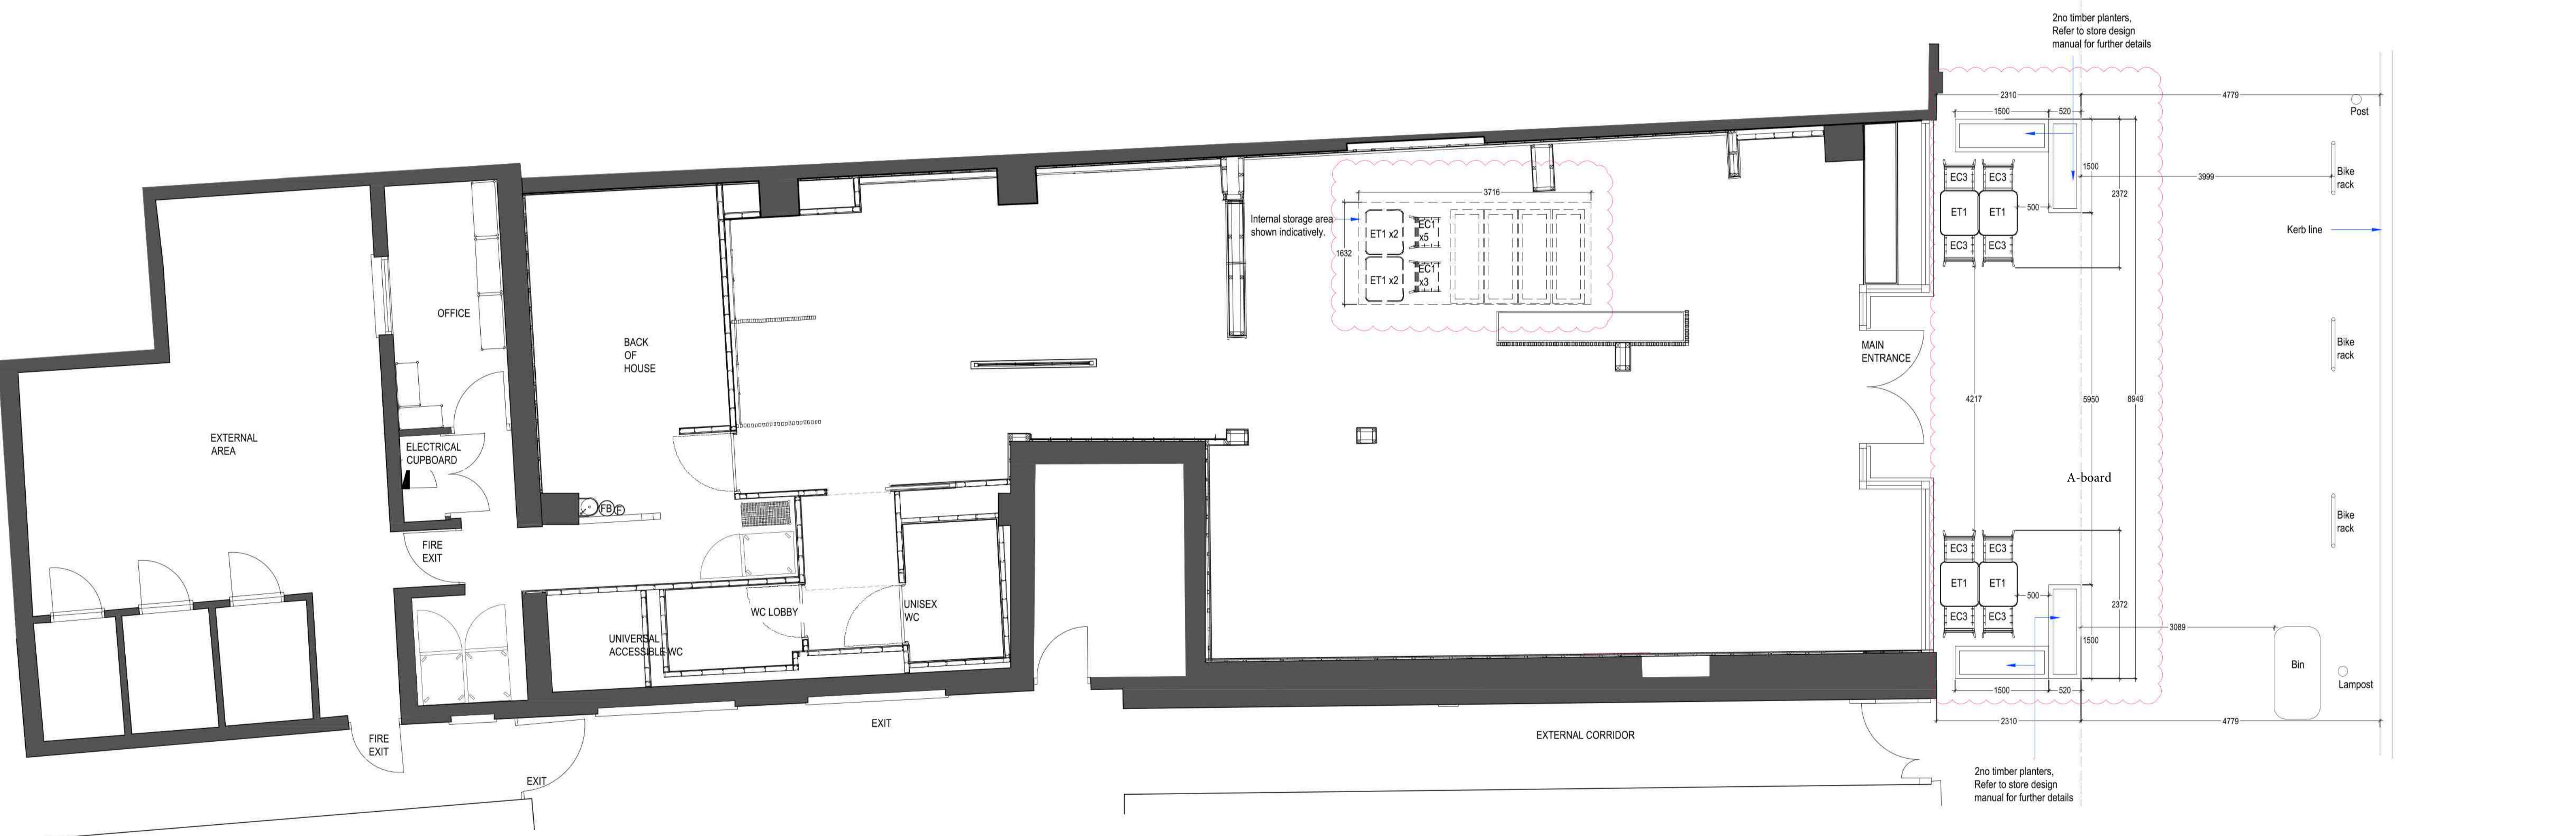 2no timber planters,
Refer to store design
manual for further details
2310
4779
1500
520
Post
1500
EC3
EC3
3999
Bike
rack
3716
2372
ET1
ET1
500
Internal storage area
shown indicatively.
ET1 x2
EC1
x5
Kerb line
EC3
EC3
1632
ET1 x2
EC1
x3
OFFICE
BACK
OF
HOUSE
MAIN
ENTRANCE
Bike
rack
4217
5950
8949
EXTERNAL
AREA
ELECTRICAL
CUPBOARD
A-board
FB
F
Bike
rack
FIRE
EXIT
EC3
EC3
ET1
ET1
500
2372
WC LOBBY
UNISEX
WC
EC3
EC3
3089
UNIVERSAL
ACCESSIBLE WC
1500
Bin
Lampost
1500
520
EXIT
2310
4779
FIRE
EXIT
EXTERNAL CORRIDOR
EXIT
2no timber planters,
Refer to store design
manual for further details